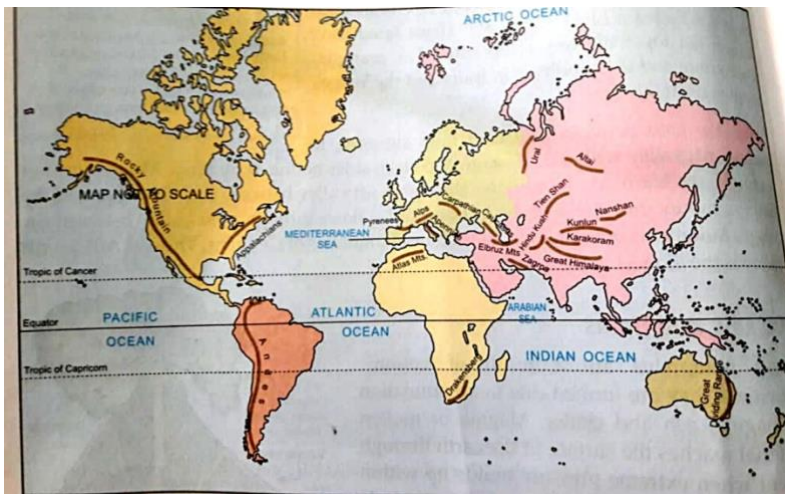 ARCTIC OCEAN
Rocky Mountain
MAP NOT TO SCALE
Appalachians
Ural
Altai
Tien Shan
Nanshan
Kunlun
Karakoram
Hindu Kush
Great Himalaya
Pyrenees
Alps
Carpathian
Apennine
Elbruz Mts
Zagros
MEDITERRANEAN
SEA
Atlas Mts.
Tropic of Cancer
ARABIAN
SEA
PACIFIC
OCEAN
ATLANTIC
OCEAN
Equator
INDIAN OCEAN
Tropic of Capricorn
Andes
Drakensberg
Great
Dividing Range